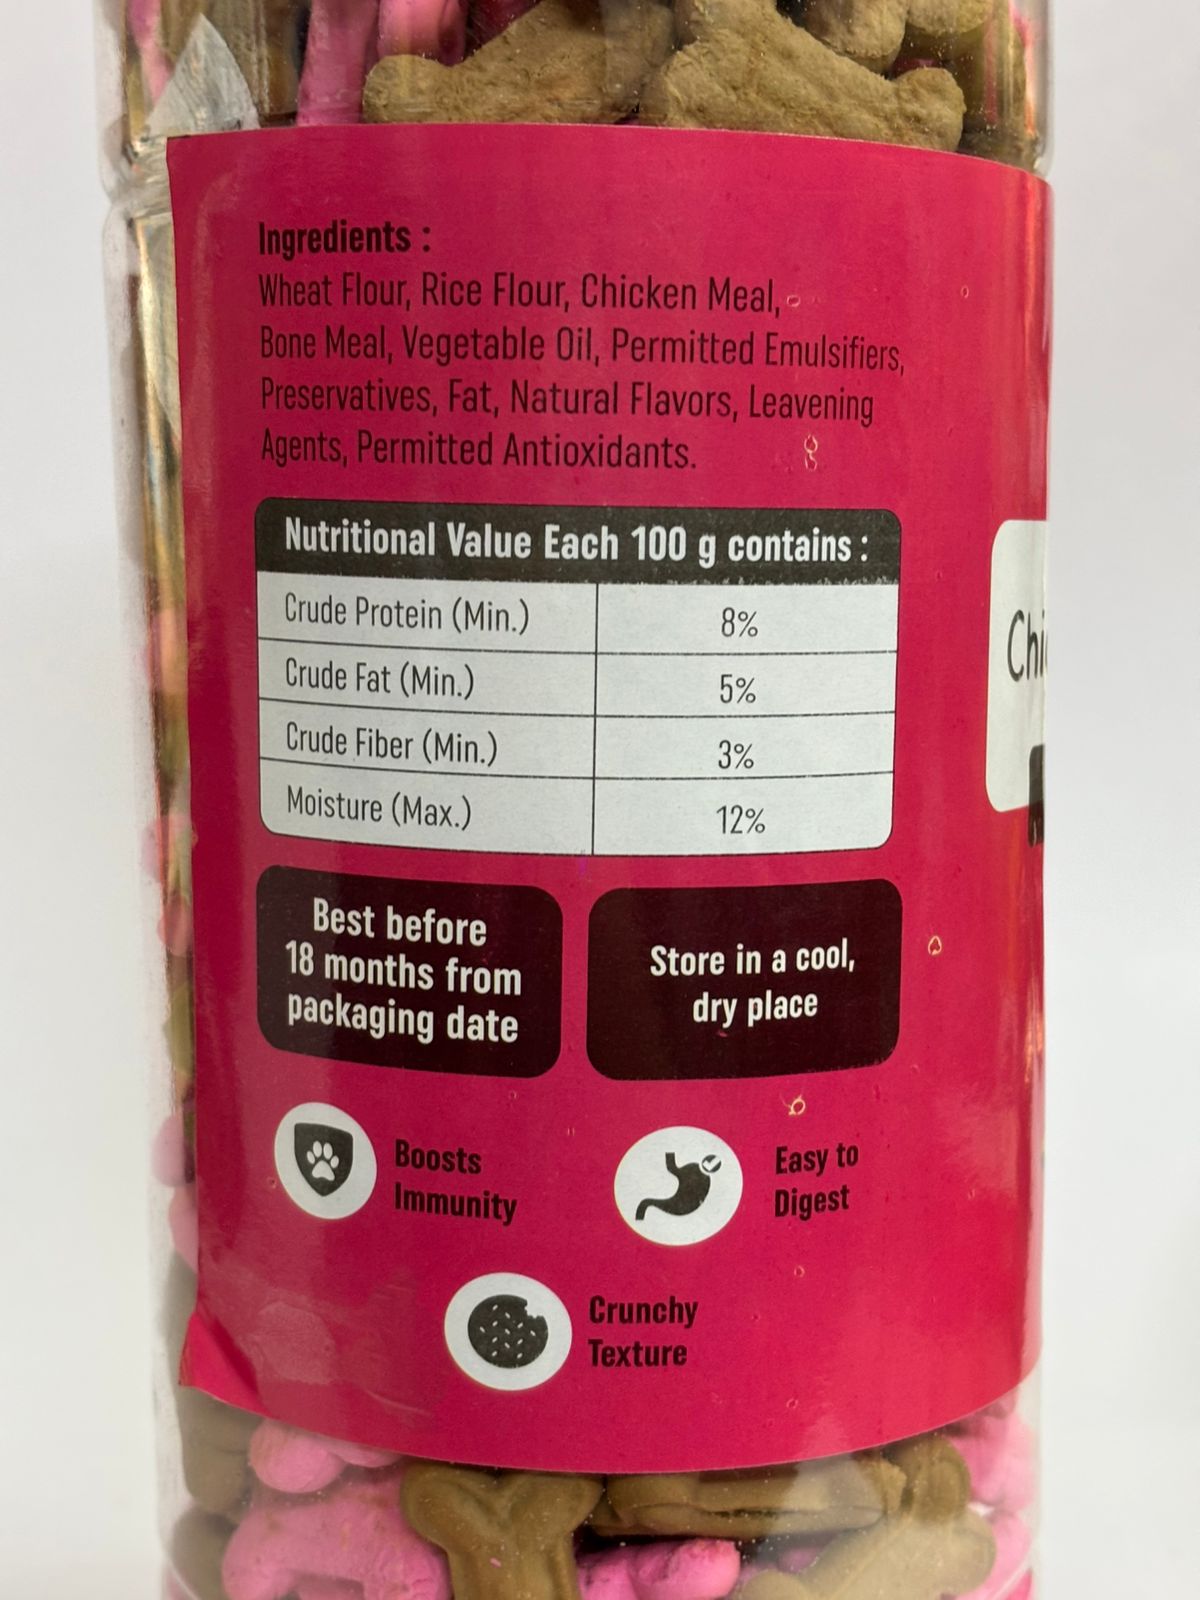 Ingredients :
Wheat Flour, Rice Flour, Chicken Meal,
Bone Meal, Vegetable Oil, Permitted Emulsifiers,
Preservatives, Fat, Natural Flavors, Leavening
Agents, Permitted Antioxidants.
Nutritional Value Each 100 g contains :
Crude Protein (Min.) 8%
Crude Fat (Min.) 5%
Crude Fiber (Min.) 3%
Moisture (Max.) 12%
Best before
18 months from
packaging date
Store in a cool,
dry place
Boosts
Immunity
Easy to
Digest
Crunchy
Texture